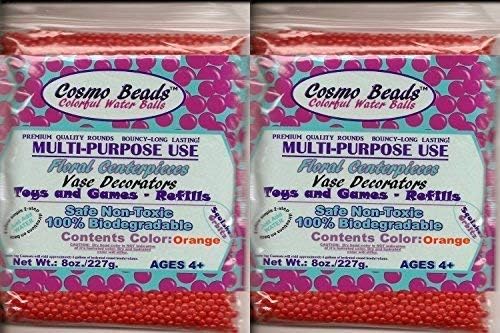 Cosmo Beads™
Colorful Water Balls
PREMIUM QUALITY ROUNDS BOUNCY-LONG LASTING!
MULTI-PURPOSE USE
Floral Centerpieces
Vase Decorators
Toys and Games - Refills
Safe Non-Toxic
100% Biodegradable
Contents Color: Orange
Net Wt.: 8oz./227g. AGES 4+
Cosmo Beads™
Colorful Water Balls
PREMIUM QUALITY ROUNDS BOUNCY-LONG LASTING!
MULTI-PURPOSE USE
Floral Centerpieces
Vase Decorators
Toys and Games - Refills
Safe Non-Toxic
100% Biodegradable
Contents Color: Orange
Net Wt.: 8oz./227g. AGES 4+